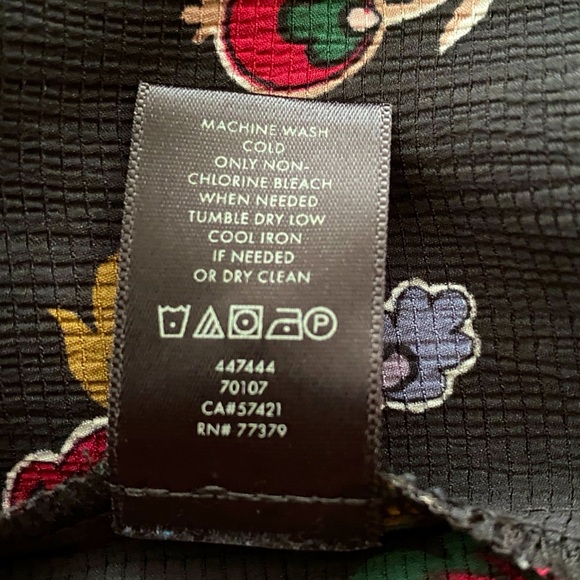 MACHINE WASH
COLD
ONLY NON-
CHLORINE BLEACH
WHEN NEEDED
TUMBLE DRY LOW
COOL IRON
IF NEEDED
OR DRY CLEAN
P
447444
70107
CA#57421
RN# 77379